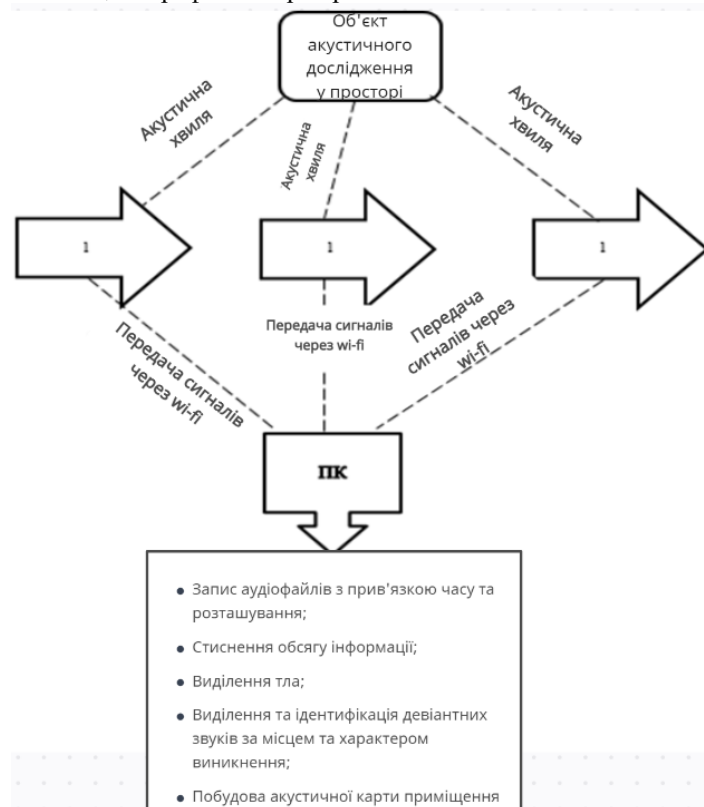 Об'єкт
акустичного
дослідження
у просторі
Акустична
хвиля
Акустична
хвиля
Акустична
хвиля
1
1
1
Передача сигналів
через wi-fi
Передача сигналів
через wi-fi
Передача
сигналів через
wi-fi
ПК
• Запис аудіофайлів з прив'язкою часу та
розташування;
• Стиснення обсягу інформації;
• Виділення тла;
• Виділення та ідентифікація девіантних
звуків за місцем та характером
виникнення;
• Побудова акустичної карти приміщення